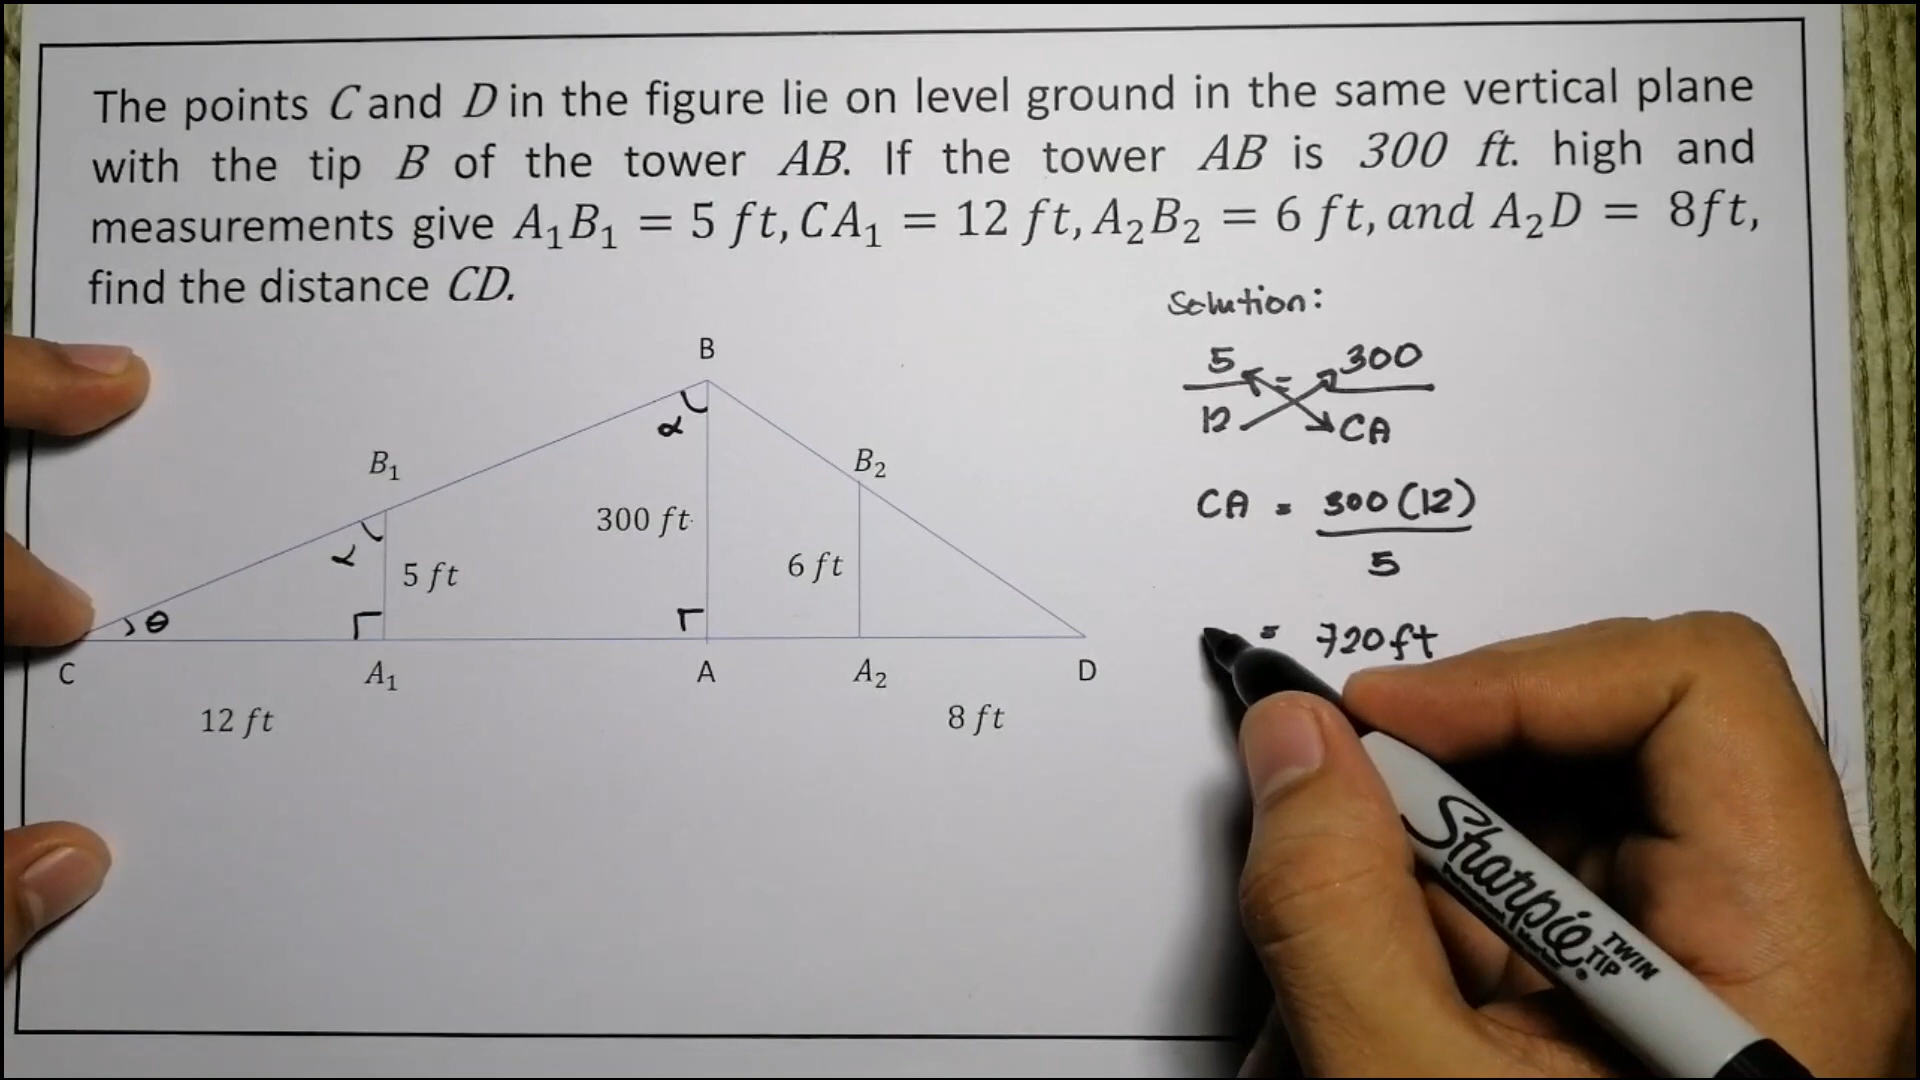 The points C and D in the figure lie on level ground in the same vertical plane
with the tip B of the tower AB. If the tower AB is 300 ft. high and
measurements give A₁B₁ = 5 ft, CA₁ = 12 ft, A₂B₂ = 6 ft, and A₂D = 8ft,
find the distance CD.
Solution:
5 = 300
12 CA
CA = 300 (12)
5
= 720ft
B
α
B₁
B₂
α
300 ft
5 ft
6 ft
θ
C
A₁
A
A₂
D
12 ft
8 ft
Sharpie
TWIN
TIP